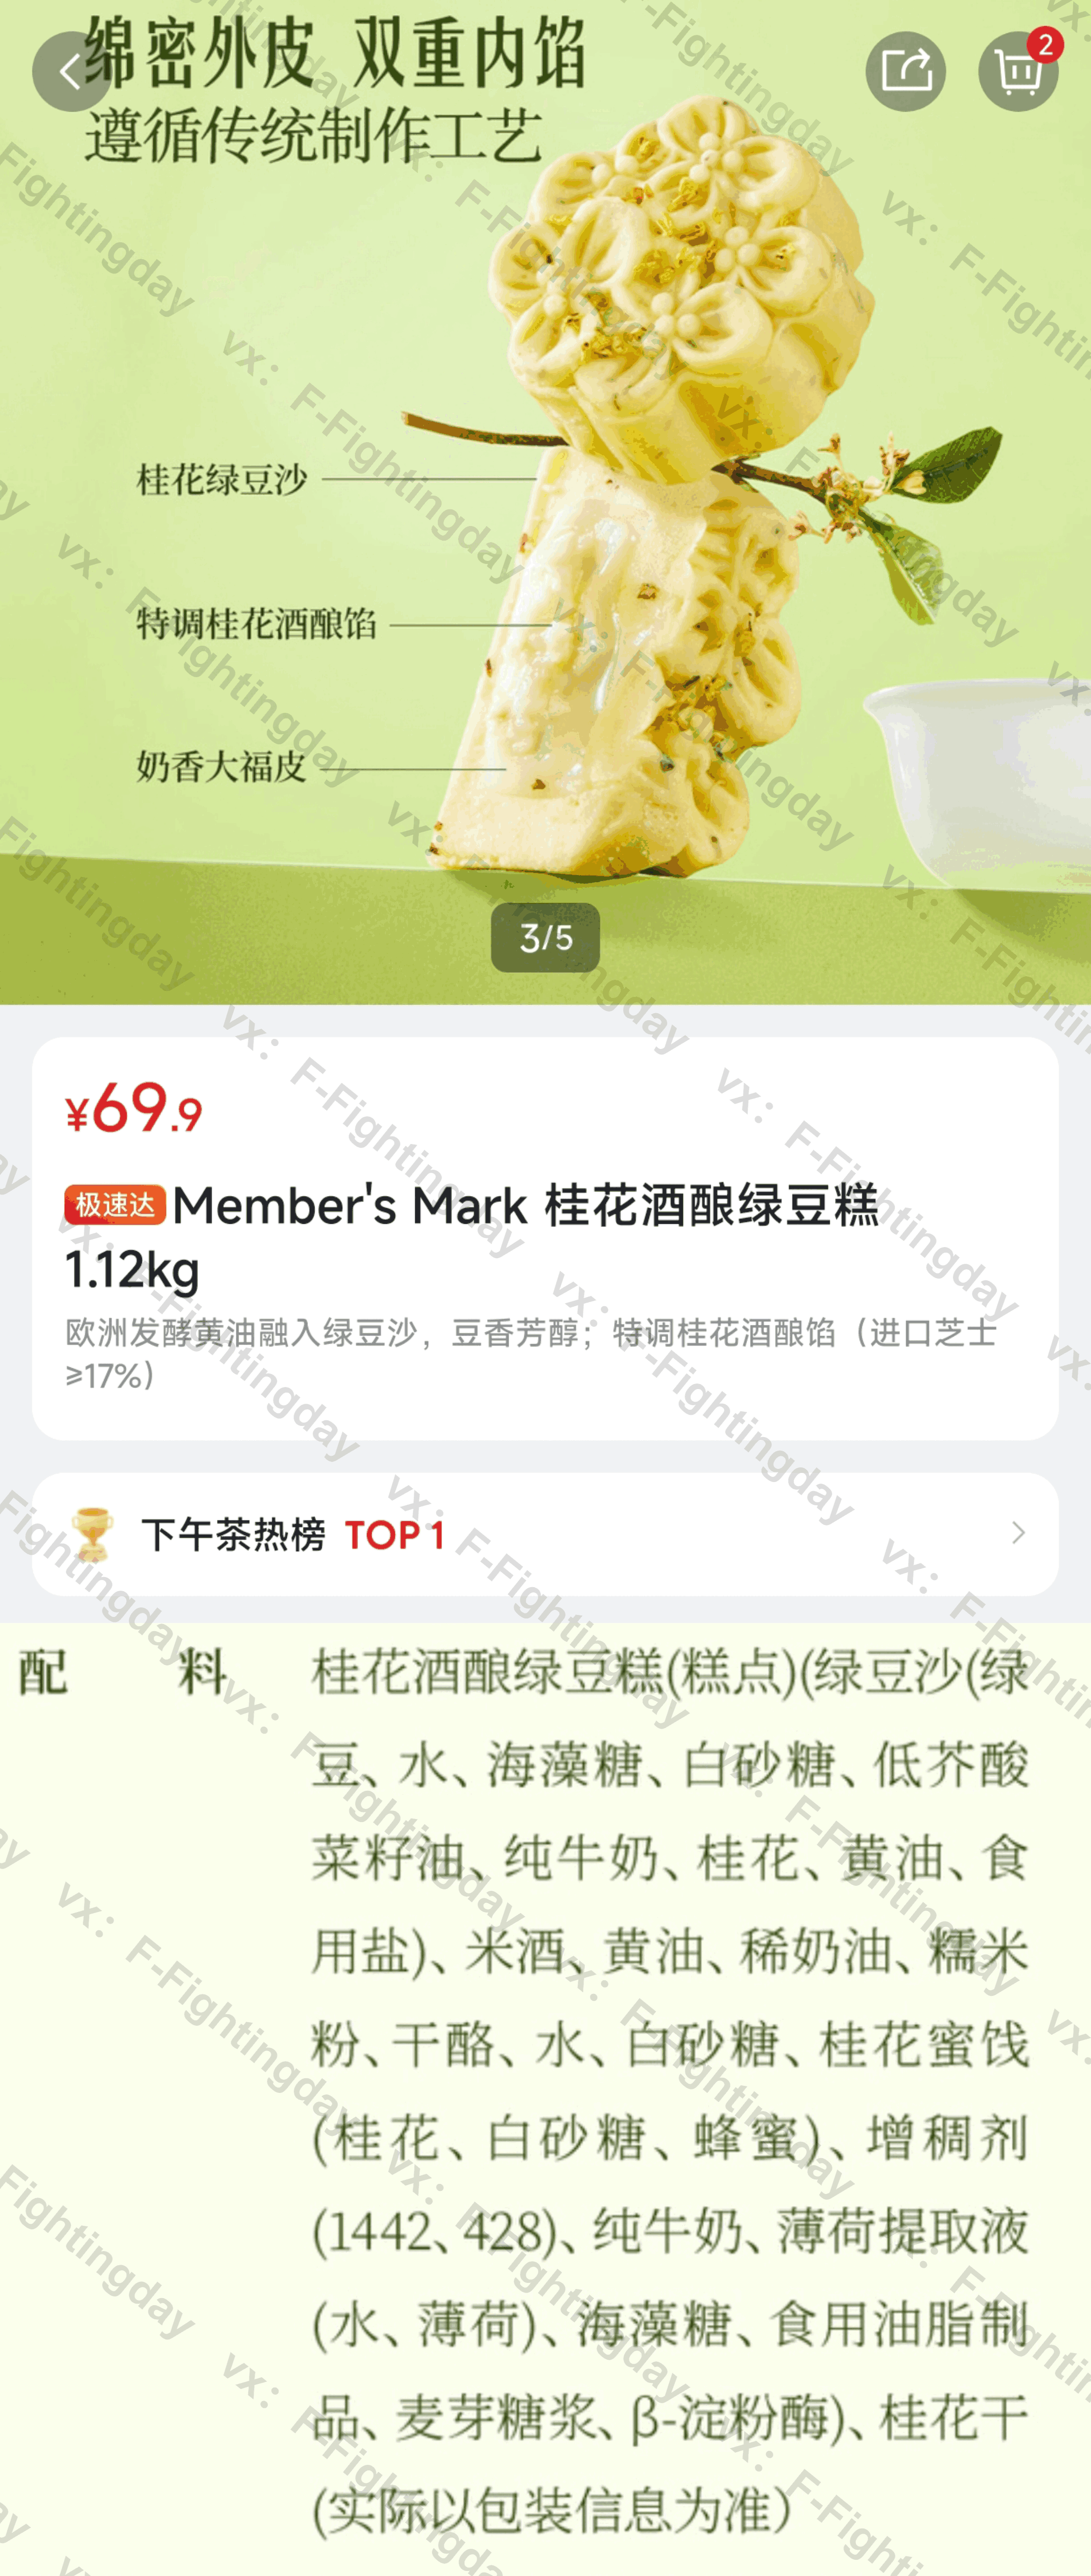 绵密外皮 双重内馅
2
遵循传统制作工艺
桂花绿豆沙
特调桂花酒酿馅
奶香大福皮
3/5
¥69.9
极速达 Member's Mark 桂花酒酿绿豆糕
1.12kg
欧洲发酵黄油融入绿豆沙，豆香芳醇；特调桂花酒酿馅（进口芝士
≥17%）
下午茶热榜 TOP 1
配 料 桂花酒酿绿豆糕(糕点)(绿豆沙(绿
豆、水、海藻糖、白砂糖、低芥酸
菜籽油、纯牛奶、桂花、黄油、食
用盐)、米酒、黄油、稀奶油、糯米
粉、干酪、水、白砂糖、桂花蜜饯
(桂花、白砂糖、蜂蜜)、增稠剂
(1442、428)、纯牛奶、薄荷提取液
(水、薄荷)、海藻糖、食用油脂制
品、麦芽糖浆、β-淀粉酶)、桂花干
(实际以包装信息为准）
vx：F-Fightingday